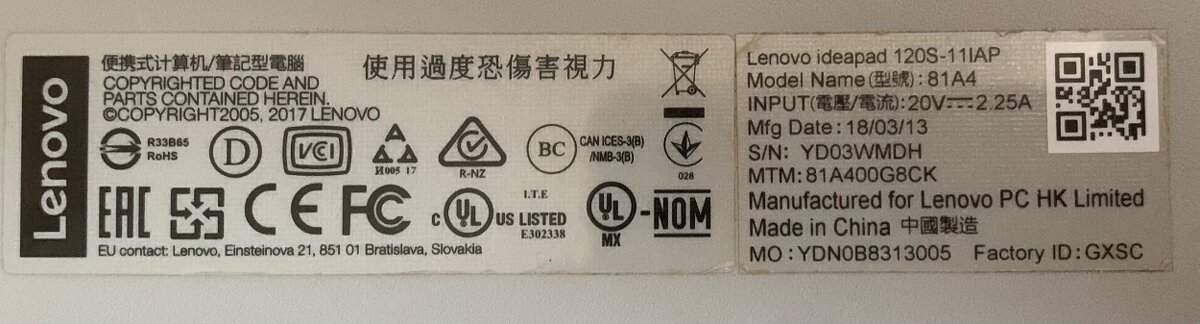 Lenovo
便携式计算机/筆記型電腦
COPYRIGHTED CODE AND
PARTS CONTAINED HEREIN.
©COPYRIGHT2005, 2017 LENOVO
使用過度恐傷害視力
R33B65
RoHS
D
VCI
И005 17
R-NZ
BC
CAN ICES-3(B)
/NMB-3(B)
028
EAC
CE
FC
c UL US LISTED
I.T.E
E302338
UL
MX
-NOM
EU contact: Lenovo, Einsteinova 21, 851 01 Bratislava, Slovakia
Lenovo ideapad 120S-11IAP
Model Name(型號): 81A4
INPUT(電壓/電流): 20V⎓2.25A
Mfg Date: 18/03/13
S/N: YD03WMDH
MTM: 81A400G8CK
Manufactured for Lenovo PC HK Limited
Made in China 中國製造
MO: YDN0B8313005 Factory ID: GXSC